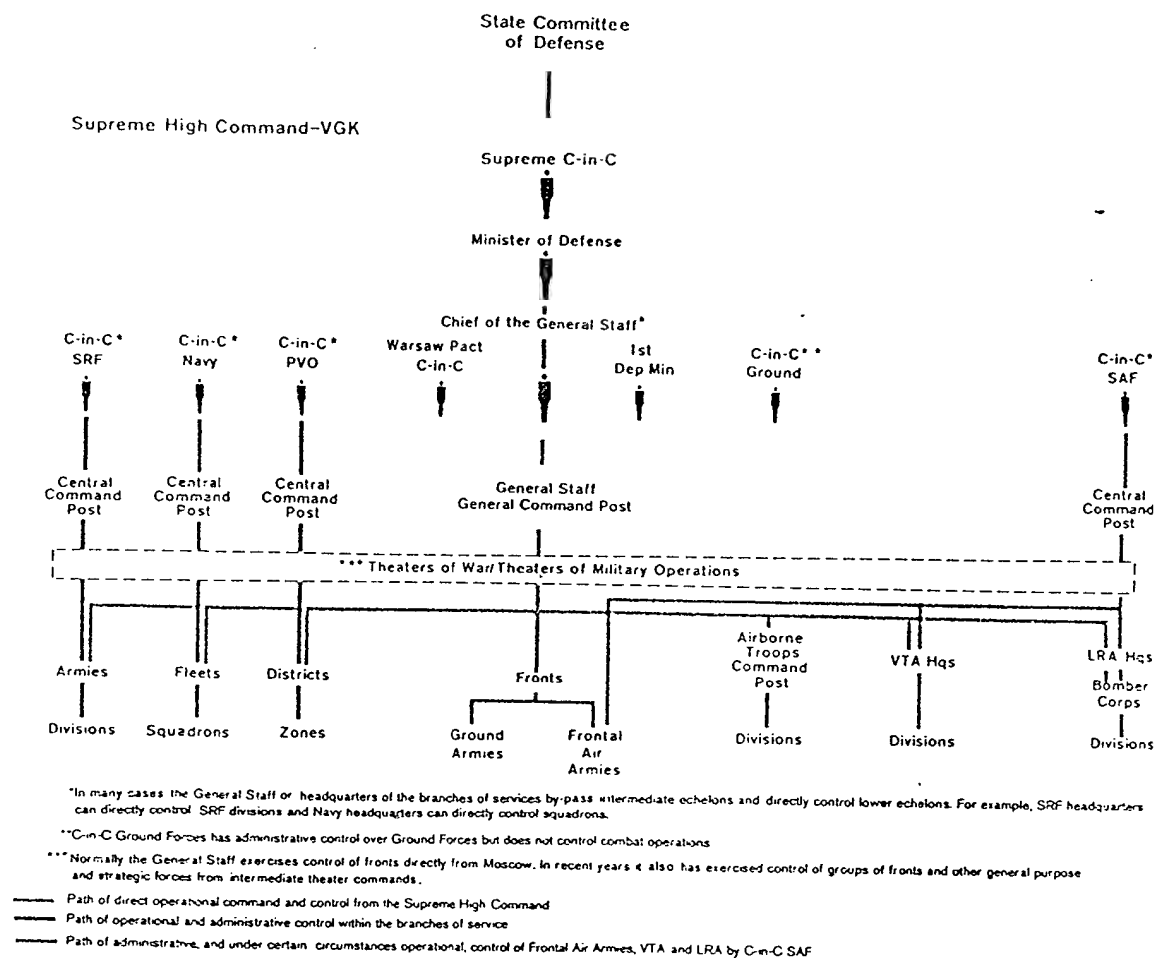 State Committee
of Defense
Supreme High Command–VGK
Supreme C-in-C
Minister of Defense
Chief of the General Staff*
C-in-C*
SRF
C-in-C*
Navy
C-in-C*
PVO
Warsaw Pact
C-in-C
1st
Dep Min
C-in-C**
Ground
C-in-C*
SAF
Central
Command
Post
Central
Command
Post
Central
Command
Post
General Staff
General Command Post
Central
Command
Post
***Theaters of War/Theaters of Military Operations
Armies
Fleets
Districts
Fronts
Airborne
Troops
Command
Post
VTA Hqs
LRA Hqs
Bomber
Corps
Divisions
Squadrons
Zones
Ground
Armies
Frontal
Air
Armies
Divisions
Divisions
Divisions
*In many cases the General Staff or headquarters of the branches of services by-pass intermediate echelons and directly control lower echelons. For example, SRF headquarters
can directly control SRF divisions and Navy headquarters can directly control squadrons.
**C-in-C Ground Forces has administrative control over Ground Forces but does not control combat operations
***Normally the General Staff exercises control of fronts directly from Moscow. In recent years it also has exercised control of groups of fronts and other general purpose
and strategic forces from intermediate theater commands.
Path of direct operational command and control from the Supreme High Command
Path of operational and administrative control within the branches of service
Path of administrative, and under certain circumstances operational, control of Frontal Air Armies, VTA and LRA by C-in-C SAF